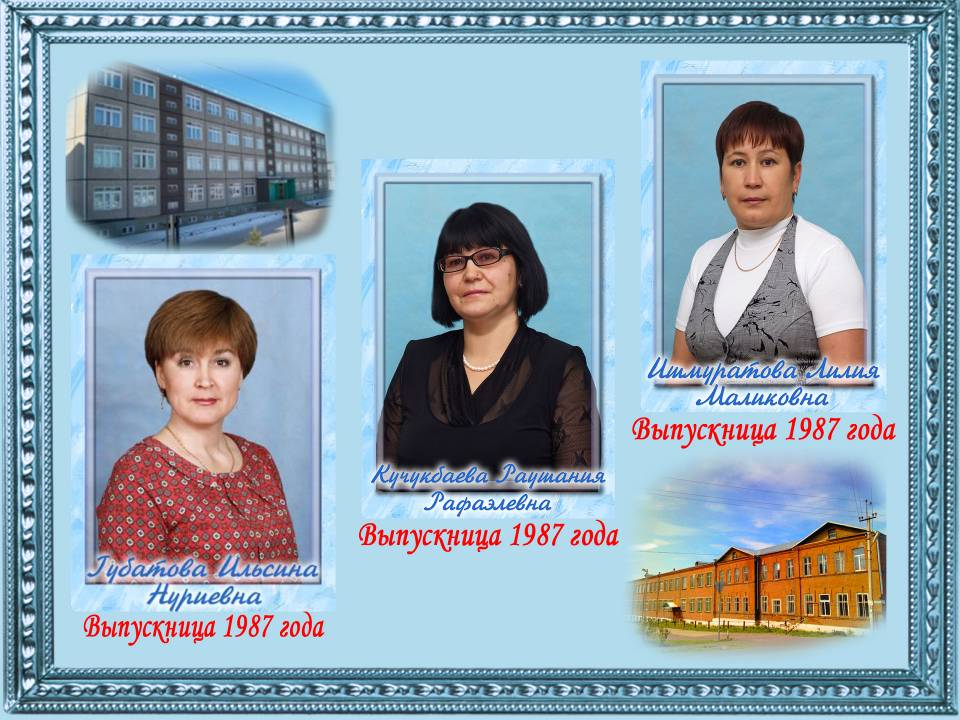 Губатова Ильсина
Нуриевна
Выпускница 1987 года
Кучукбаева Раушания
Рафаэлевна
Выпускница 1987 года
Ишмуратова Лилия
Маликовна
Выпускница 1987 года